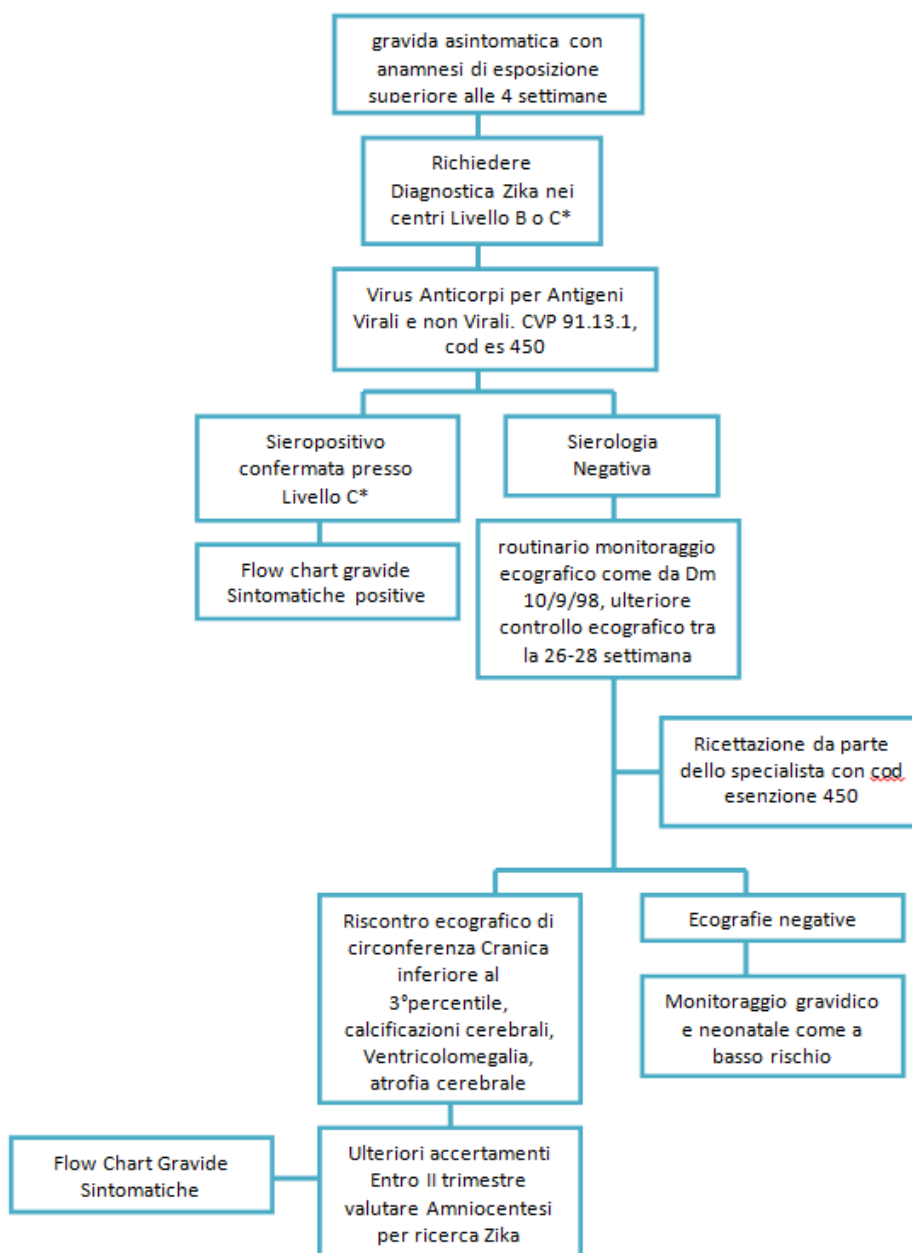 gravida asintomatica con
anamnesi di esposizione
superiore alle 4 settimane
Richiedere
Diagnostica Zika nei
centri Livello B o C*
Virus Anticorpi per Antigeni
Virali e non Virali. CVP 91.13.1,
cod es 450
Sieropositivo
confermata presso
Livello C*
Sierologia
Negativa
Flow chart gravide
Sintomatiche positive
routinario monitoraggio
ecografico come da Dm
10/9/98, ulteriore
controllo ecografico tra
la 26-28 settimana
Ricettazione da parte
dello specialista con cod
esenzione 450
Riscontro ecografico di
circonferenza Cranica
inferiore al
3°percentile,
calcificazioni cerebrali,
Ventricolomegalia,
atrofia cerebrale
Ecografie negative
Monitoraggio gravidico
e neonatale come a
basso rischio
Flow Chart Gravide
Sintomatiche
Ulteriori accertamenti
Entro II trimestre
valutare Amniocentesi
per ricerca Zika